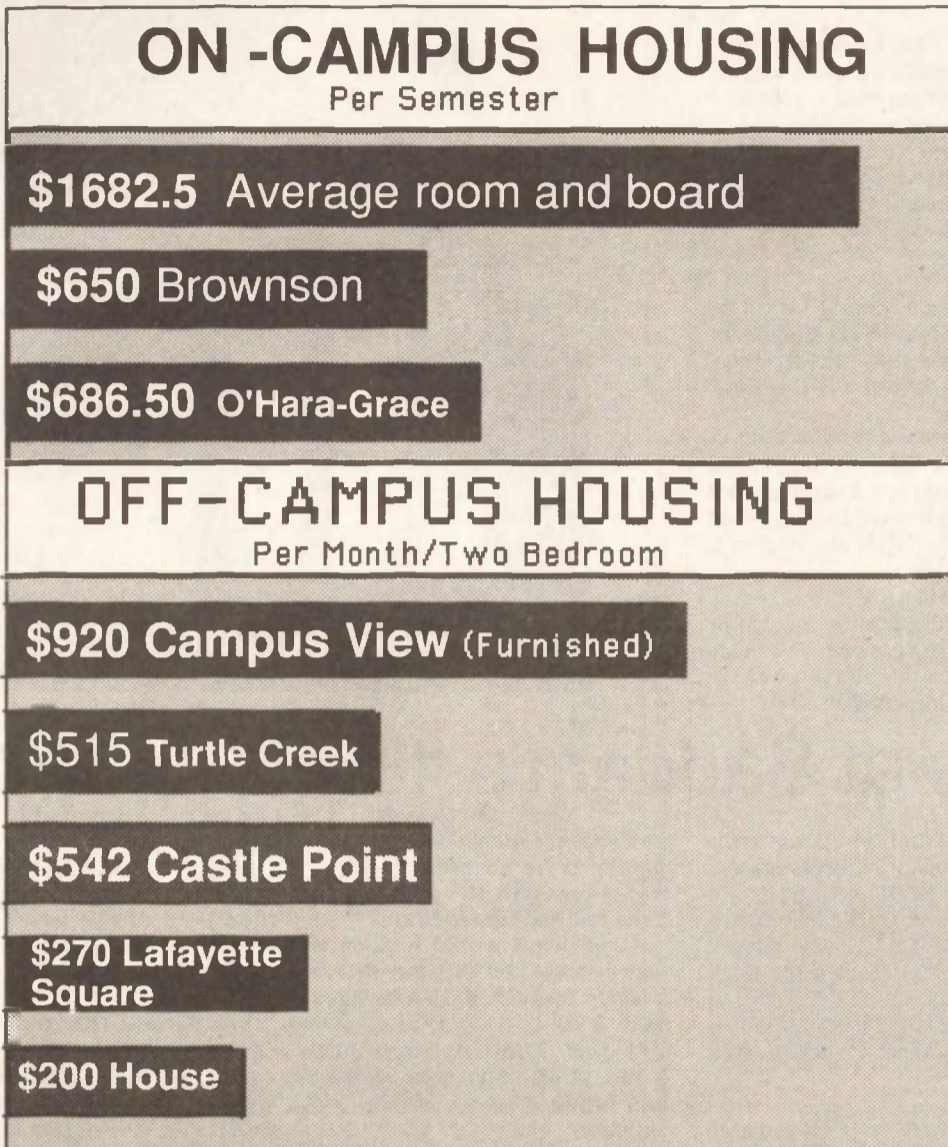 ON -CAMPUS HOUSING
Per Semester
$1682.5 Average room and board
$650 Brownson
$686.50 O'Hara-Grace
OFF-CAMPUS HOUSING
Per Month/Two Bedroom
$920 Campus View (Furnished)
$515 Turtle Creek
$542 Castle Point
$270 Lafayette
Square
$200 House